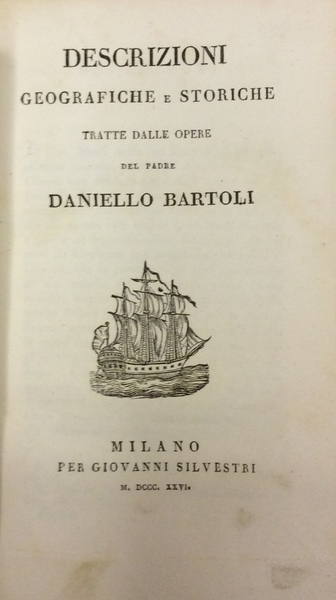 DESCRIZIONI
GEOGRAFICHE E STORICHE
TRATTE DALLE OPERE
DEL PADRE
DANIELLO BARTOLI
MILANO
PER GIOVANNI SILVESTRI
M. DCCC. XXVI.